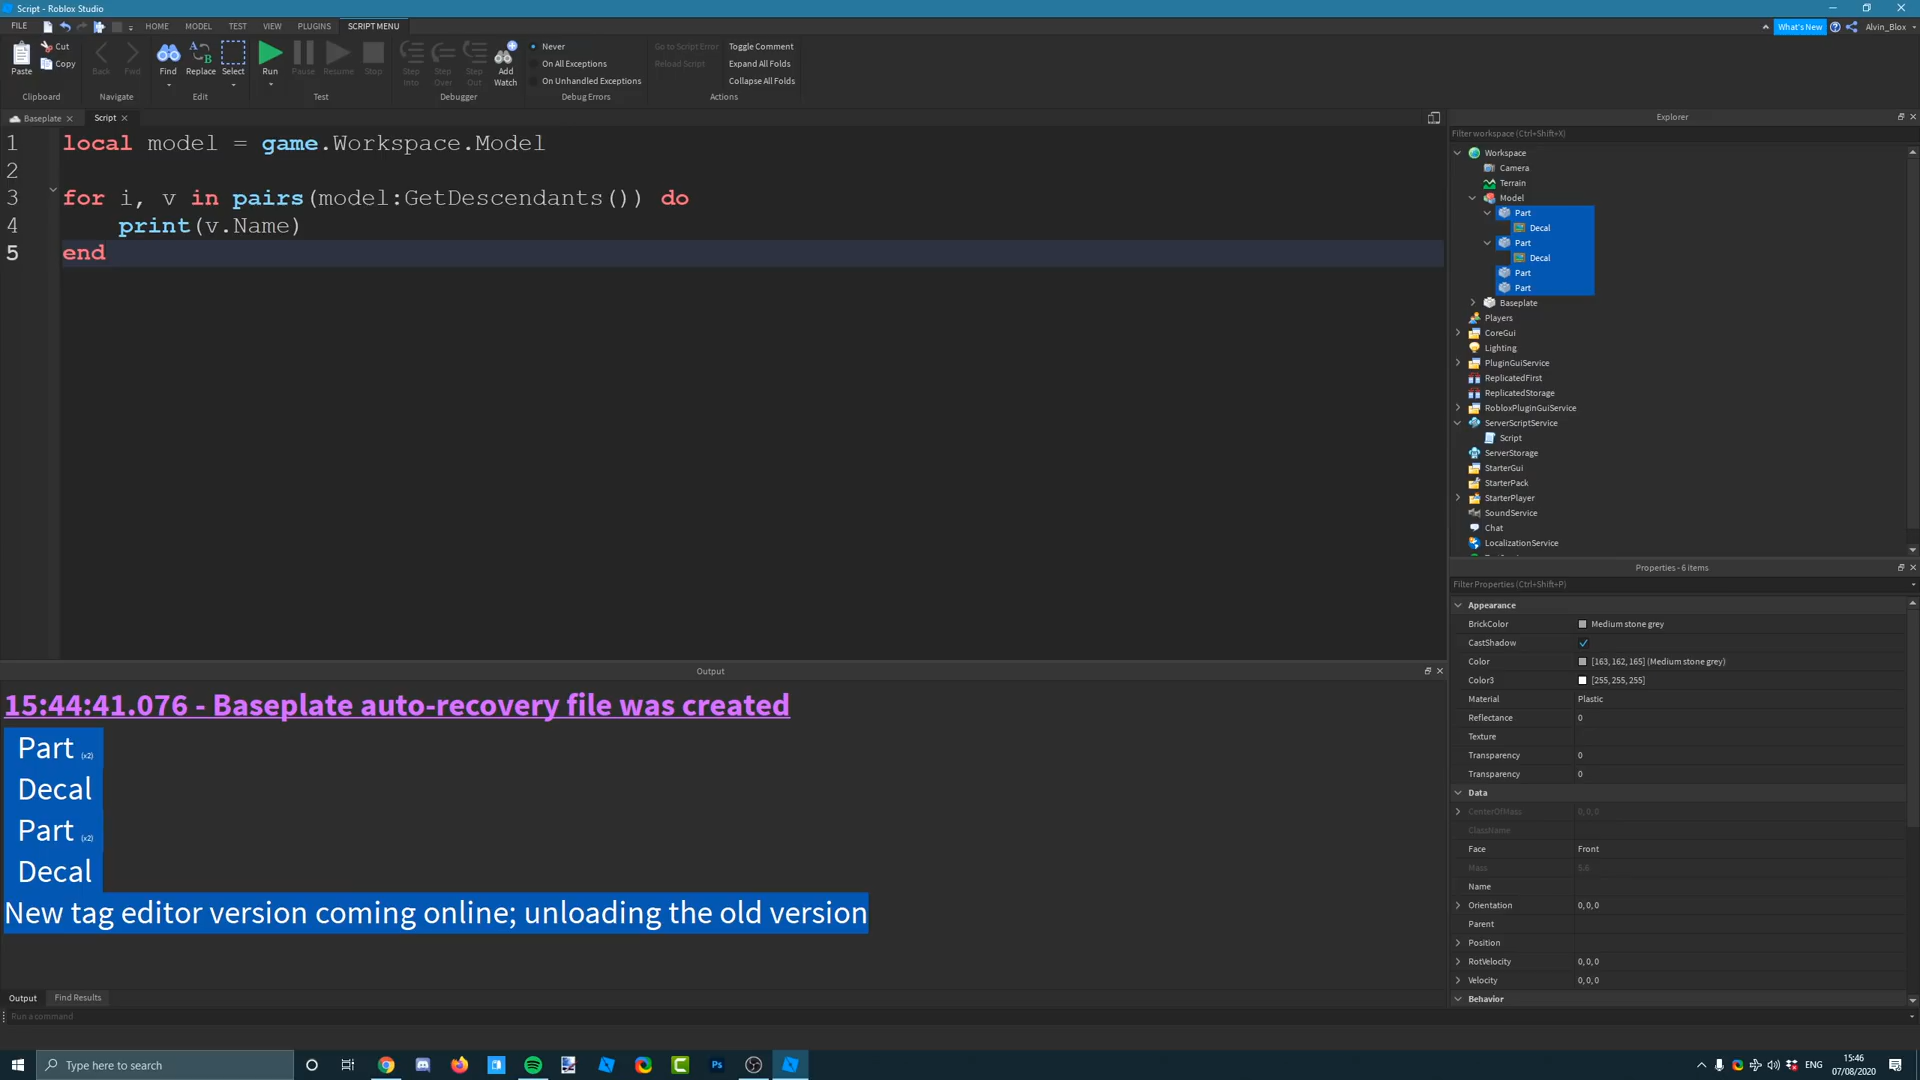 Script - Roblox Studio
FILE HOME MODEL TEST VIEW PLUGINS SCRIPT MENU What's New Alvin_Blox
Paste Cut Copy Back Fwd Find Replace Select Run Pause Resume Stop Step Into Step Over Step Out Add Watch
Never
On All Exceptions
On Unhandled Exceptions
Go to Script Error
Reload Script
Toggle Comment
Expand All Folds
Collapse All Folds
Clipboard Navigate Edit Test Debugger Debug Errors Actions
Baseplate Script
1 local model = game.Workspace.Model
2
3 for i, v in pairs(model:GetDescendants()) do
4 print(v.Name)
5 end
Explorer
Filter workspace (Ctrl+Shift+X)
Workspace
Camera
Terrain
Model
Part
Decal
Part
Decal
Part
Part
Baseplate
Players
CoreGui
Lighting
PluginGuiService
ReplicatedFirst
ReplicatedStorage
RobloxPluginGuiService
ServerScriptService
Script
ServerStorage
StarterGui
StarterPack
StarterPlayer
SoundService
Chat
LocalizationService
Properties - 6 items
Filter Properties (Ctrl+Shift+P)
Appearance
BrickColor Medium stone grey
CastShadow
Color [163, 162, 165] (Medium stone grey)
Color3 [255, 255, 255]
Material Plastic
Reflectance 0
Texture
Transparency 0
Transparency 0
Data
CenterOfMass 0, 0, 0
ClassName
Face Front
Mass 5.6
Name
Orientation 0, 0, 0
Parent
Position
RotVelocity 0, 0, 0
Velocity 0, 0, 0
Behavior
Output
15:44:41.076 - Baseplate auto-recovery file was created
Part (x2)
Decal
Part (x2)
Decal
New tag editor version coming online; unloading the old version
Output Find Results
Run a command
Type here to search
Ps
ENG
15:46
07/08/2020